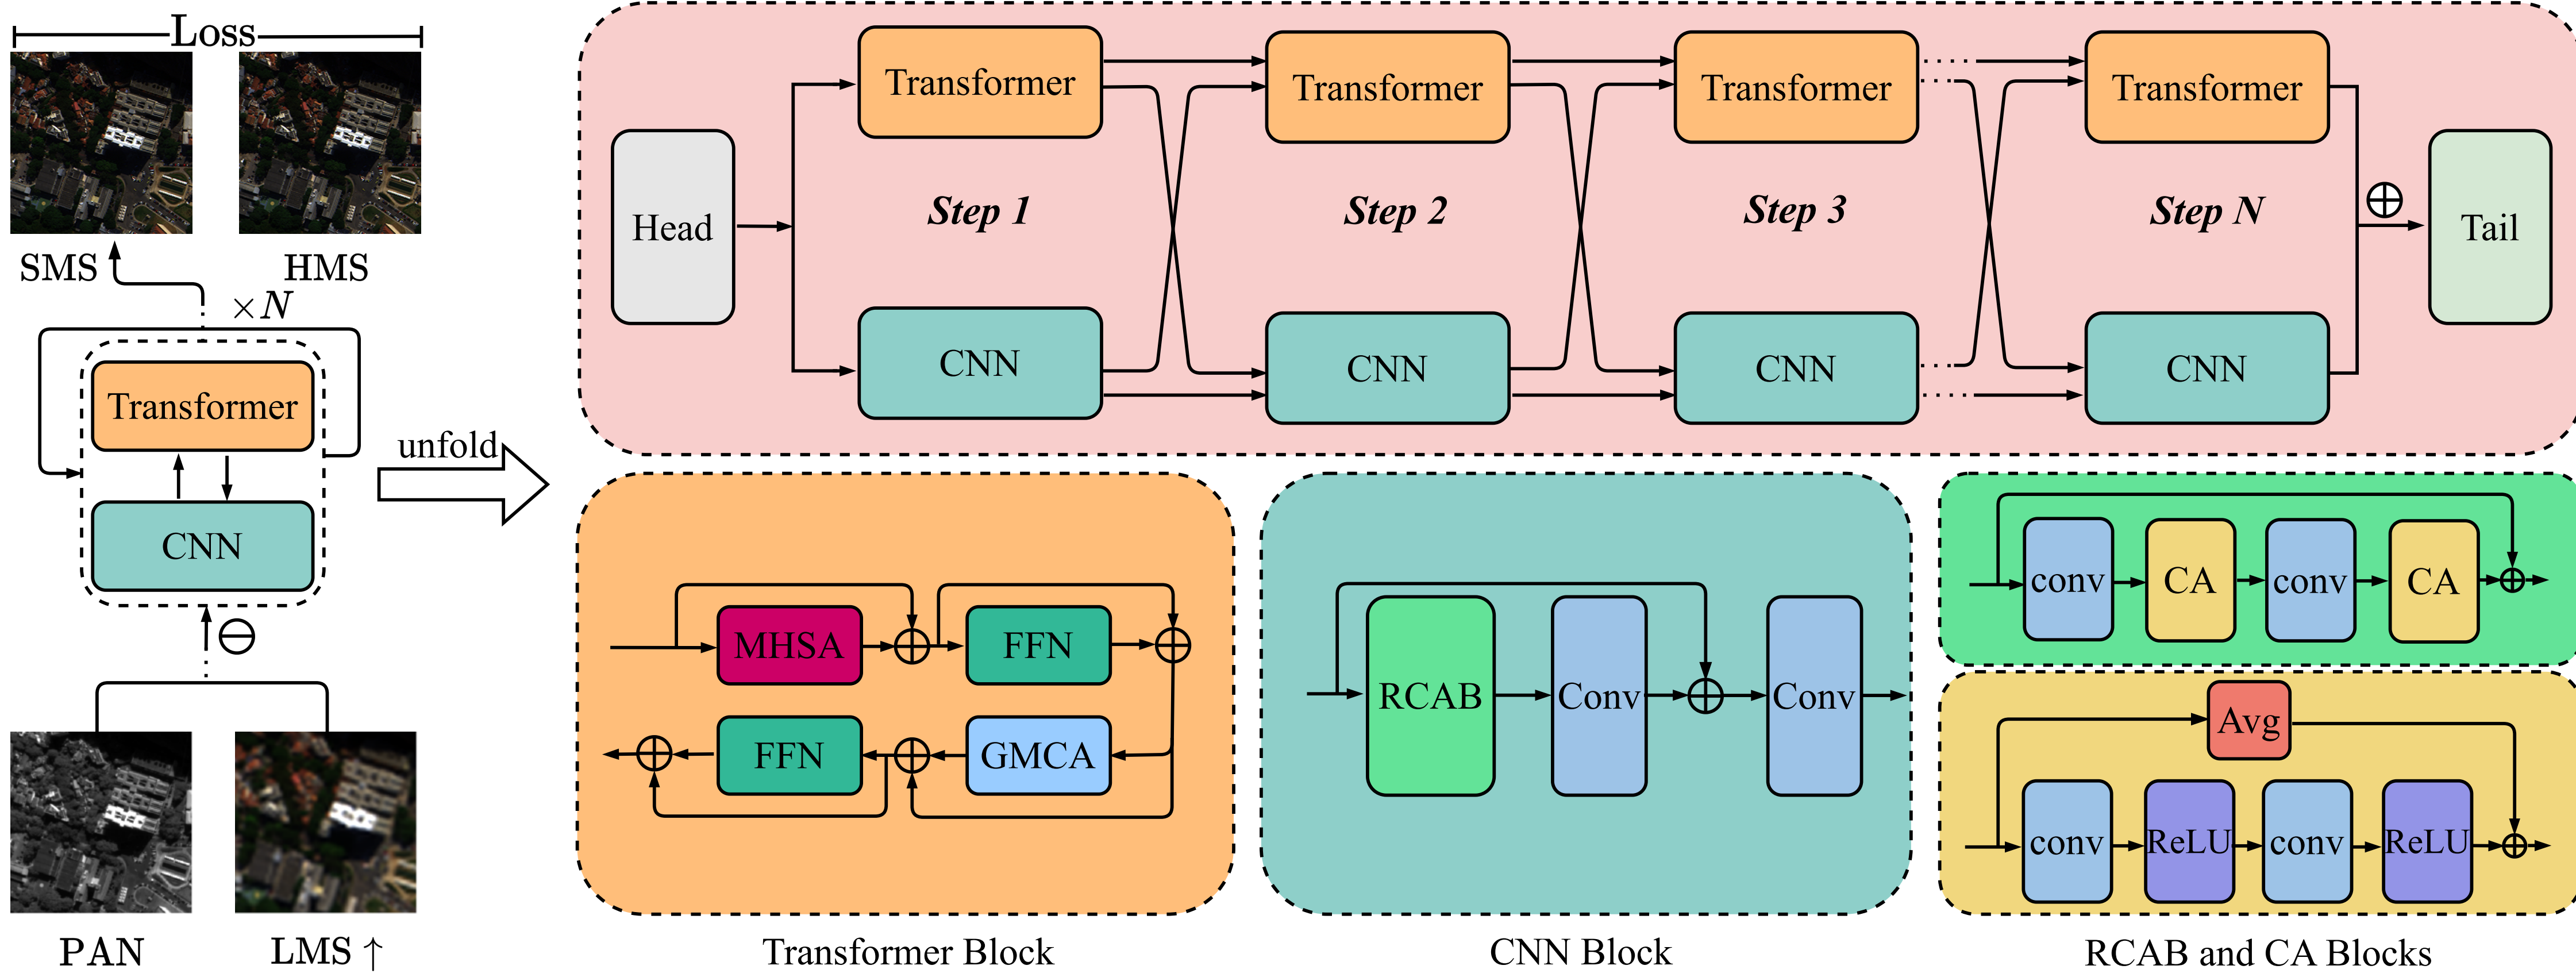 Loss
SMS
HMS
×N
Transformer
CNN
⊖
PAN
LMS ↑
unfold
Head
Transformer
Transformer
Transformer
Transformer
Step 1
Step 2
Step 3
Step N
CNN
CNN
CNN
CNN
⊕
Tail
MHSA
FFN
FFN
GMCA
Transformer Block
RCAB
Conv
Conv
CNN Block
conv
CA
conv
CA
Avg
conv
ReLU
conv
ReLU
RCAB and CA Blocks